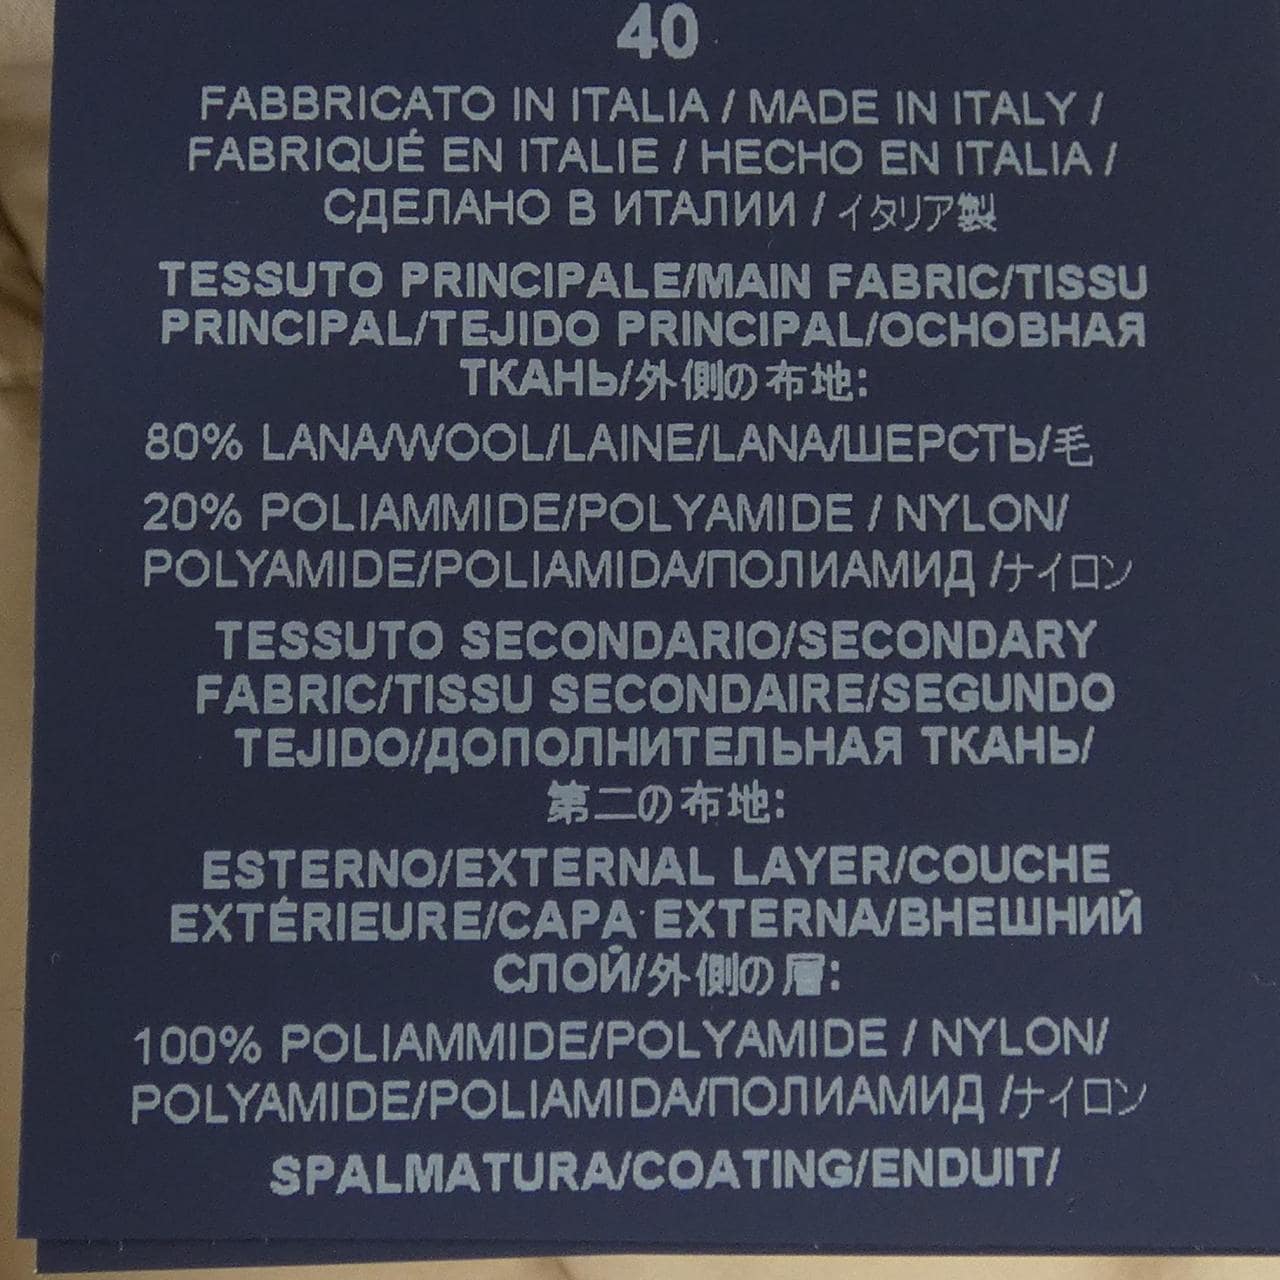 40
FABBRICATO IN ITALIA / MADE IN ITALY /
FABRIQUÉ EN ITALIE / HECHO EN ITALIA /
СДЕЛАНО В ИТАЛИИ / イタリア製
TESSUTO PRINCIPALE/MAIN FABRIC/TISSU
PRINCIPAL/TEJIDO PRINCIPAL/ОСНОВНАЯ
ТКАНЬ/外側の布地:
80% LANA/WOOL/LAINE/LANA/ШЕРСТЬ/毛
20% POLIAMMIDE/POLYAMIDE / NYLON/
POLYAMIDE/POLIAMIDA/ПОЛИАМИД /ナイロン
TESSUTO SECONDARIO/SECONDARY
FABRIC/TISSU SECONDAIRE/SEGUNDO
TEJIDO/ДОПОЛНИТЕЛЬНАЯ ТКАНЬ/
第二の布地:
ESTERNO/EXTERNAL LAYER/COUCHE
EXTÉRIEURE/CAPA EXTERNA/ВНЕШНИЙ
СЛОЙ/外側の層:
100% POLIAMMIDE/POLYAMIDE / NYLON/
POLYAMIDE/POLIAMIDA/ПОЛИАМИД /ナイロン
SPALMATURA/COATING/ENDUIT/